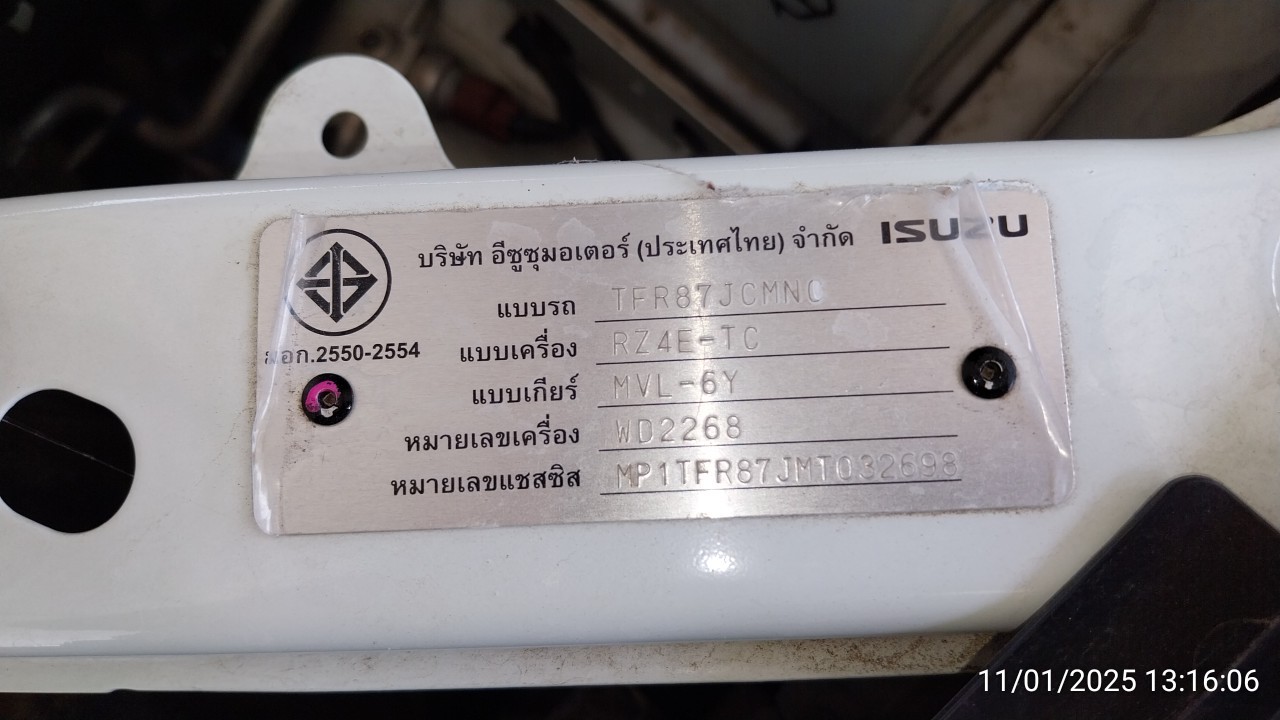 บริษัท อีซูซุมอเตอร์ (ประเทศไทย) จำกัด ISUZU
แบบรถ TFR87JCMNC
มอก.2550-2554
แบบเครื่อง RZ4E-TC
แบบเกียร์ MVL-6Y
หมายเลขเครื่อง WD2268
หมายเลขแชสซิส MP1TFR87JMT032698
11/01/2025 13:16:06